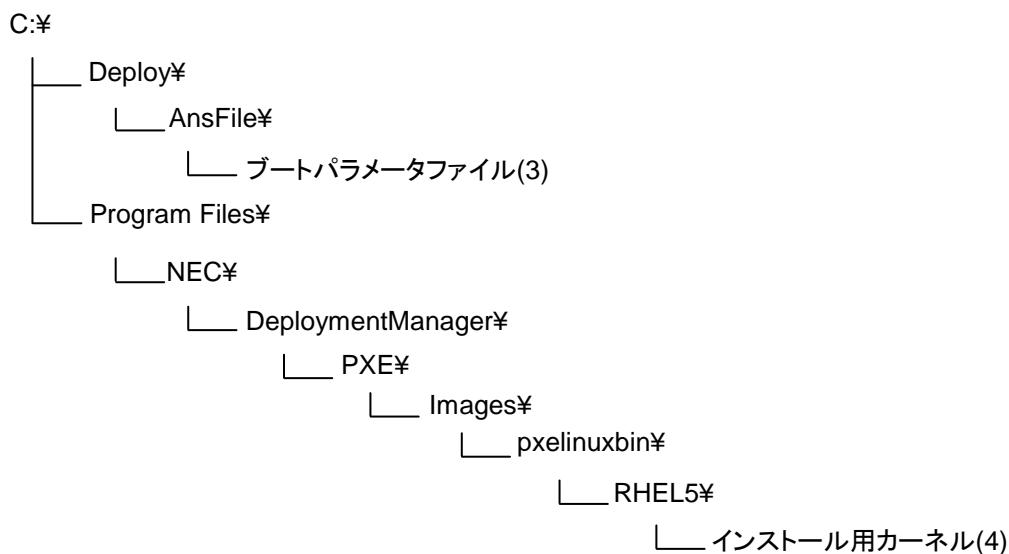 C:¥
Deploy¥
AnsFile¥
ブートパラメータファイル(3)
Program Files¥
NEC¥
DeploymentManager¥
PXE¥
Images¥
pxelinuxbin¥
RHEL5¥
インストール用カーネル(4)